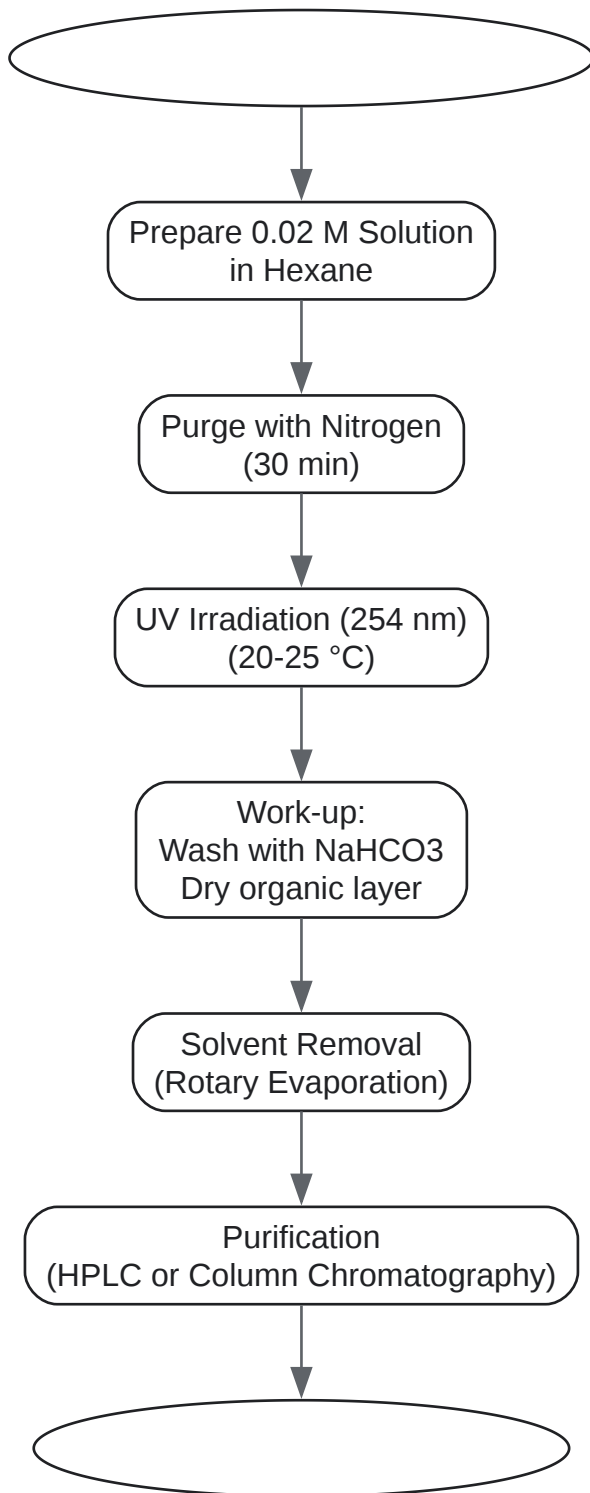 Prepare 0.02 M Solution
in Hexane
Purge with Nitrogen
(30 min)
UV Irradiation (254 nm)
(20-25 °C)
Work-up:
Wash with NaHCO3
Dry organic layer
Solvent Removal
(Rotary Evaporation)
Purification
(HPLC or Column Chromatography)